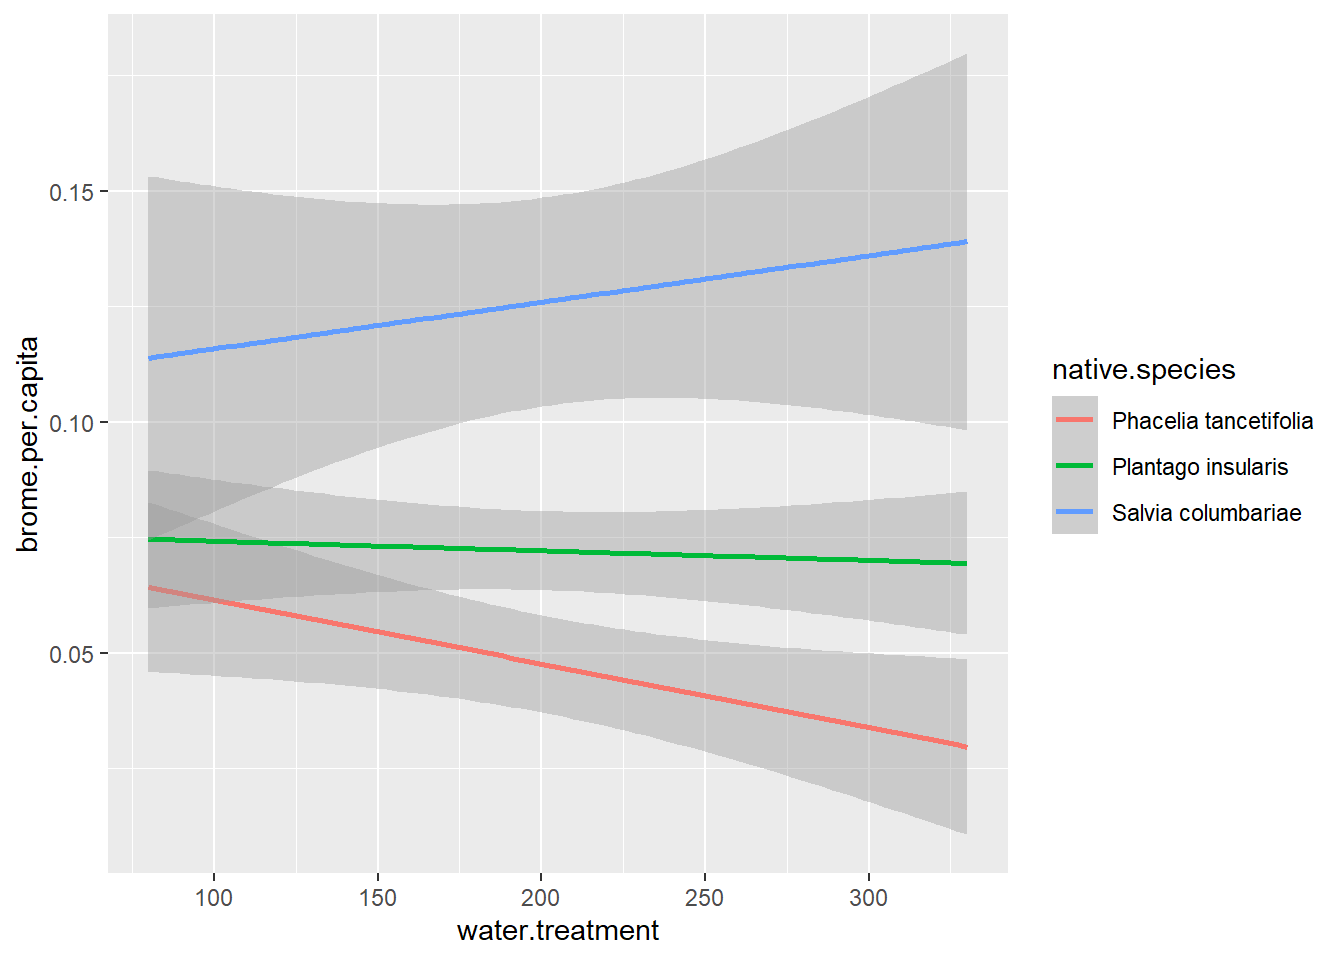 brome.per.capita
0.15
0.10
0.05
100 150 200 250 300
water.treatment
native.species
Phacelia tancetifolia
Plantago insularis
Salvia columbariae